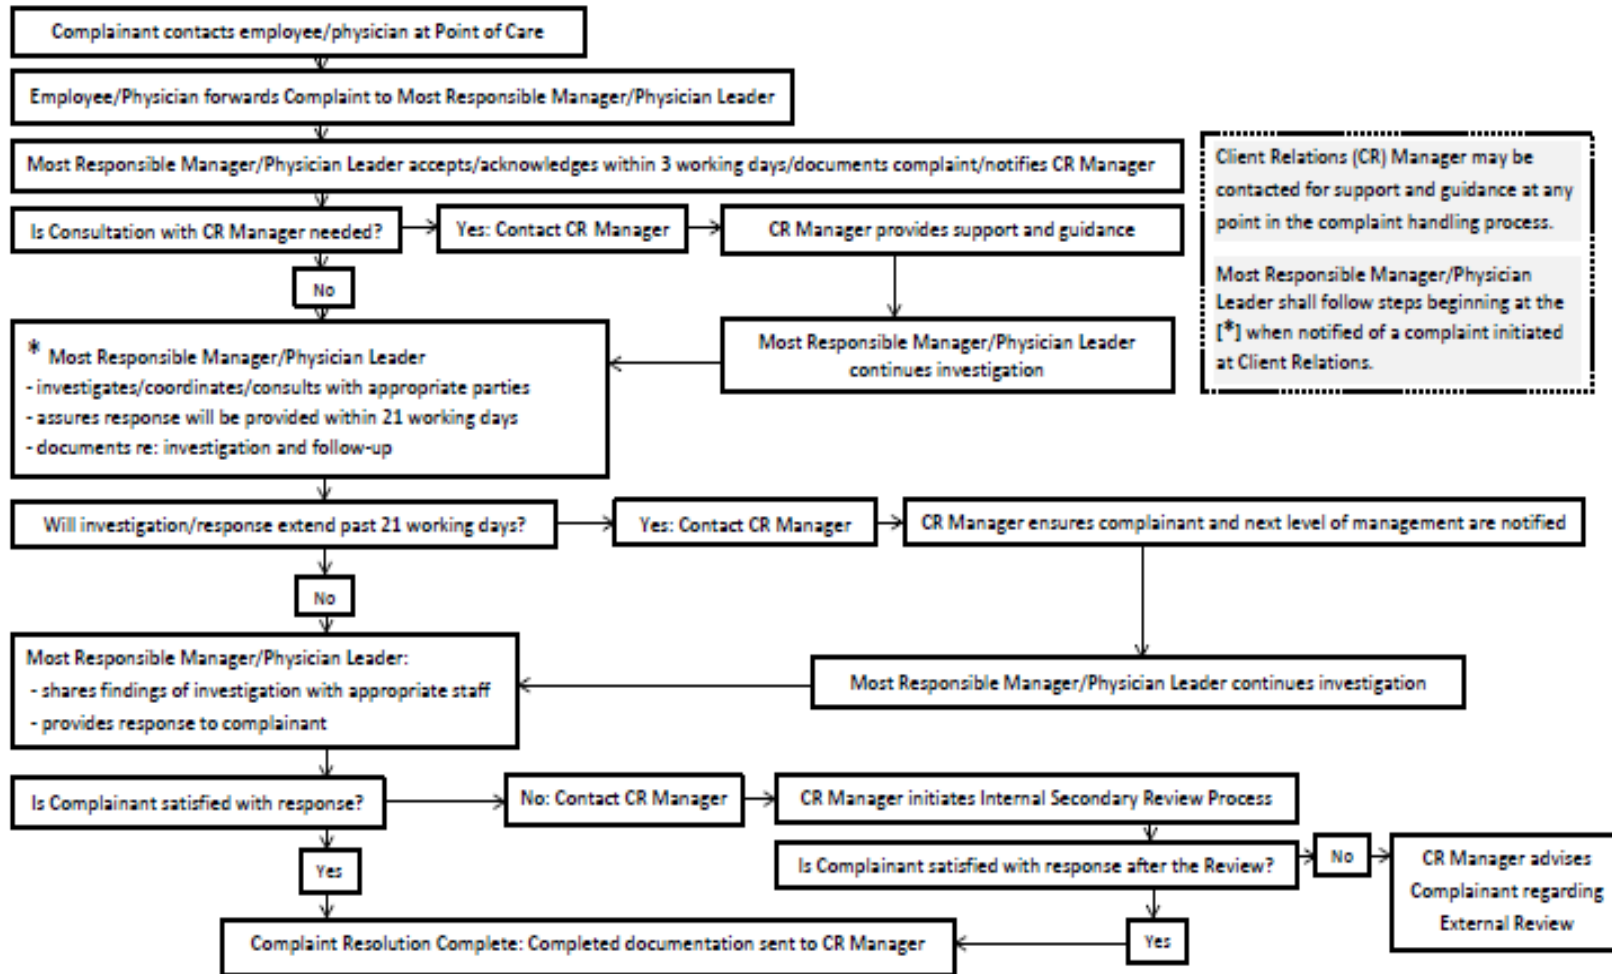 Complainant contacts employee/physician at Point of Care
Employee/Physician forwards Complaint to Most Responsible Manager/Physician Leader
Most Responsible Manager/Physician Leader accepts/acknowledges within 3 working days/documents complaint/notifies CR Manager
Client Relations (CR) Manager may be
contacted for support and guidance at any
point in the complaint handling process.
Most Responsible Manager/Physician
Leader shall follow steps beginning at the
[*] when notified of a complaint initiated
at Client Relations.
Is Consultation with CR Manager needed?
Yes: Contact CR Manager
CR Manager provides support and guidance
No
Most Responsible Manager/Physician Leader
continues investigation
* Most Responsible Manager/Physician Leader
- investigates/coordinates/consults with appropriate parties
- assures response will be provided within 21 working days
- documents re: investigation and follow-up
Will investigation/response extend past 21 working days?
Yes: Contact CR Manager
CR Manager ensures complainant and next level of management are notified
No
Most Responsible Manager/Physician Leader continues investigation
Most Responsible Manager/Physician Leader:
- shares findings of investigation with appropriate staff
- provides response to complainant
Is Complainant satisfied with response?
No: Contact CR Manager
CR Manager initiates Internal Secondary Review Process
Yes
Is Complainant satisfied with response after the Review?
No
CR Manager advises
Complainant regarding
External Review
Yes
Complaint Resolution Complete: Completed documentation sent to CR Manager